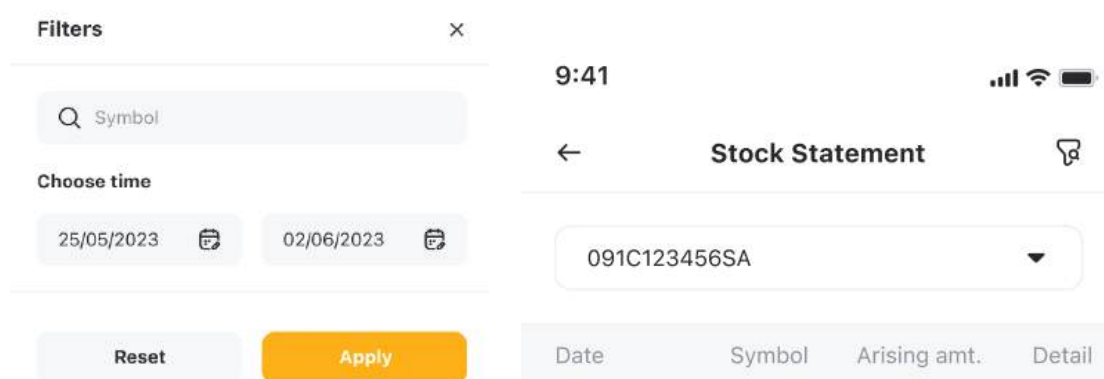 Filters
Symbol
Choose time
25/05/2023 02/06/2023
Reset Apply
9:41
Stock Statement
091C123456SA
Date Symbol Arising amt. Detail